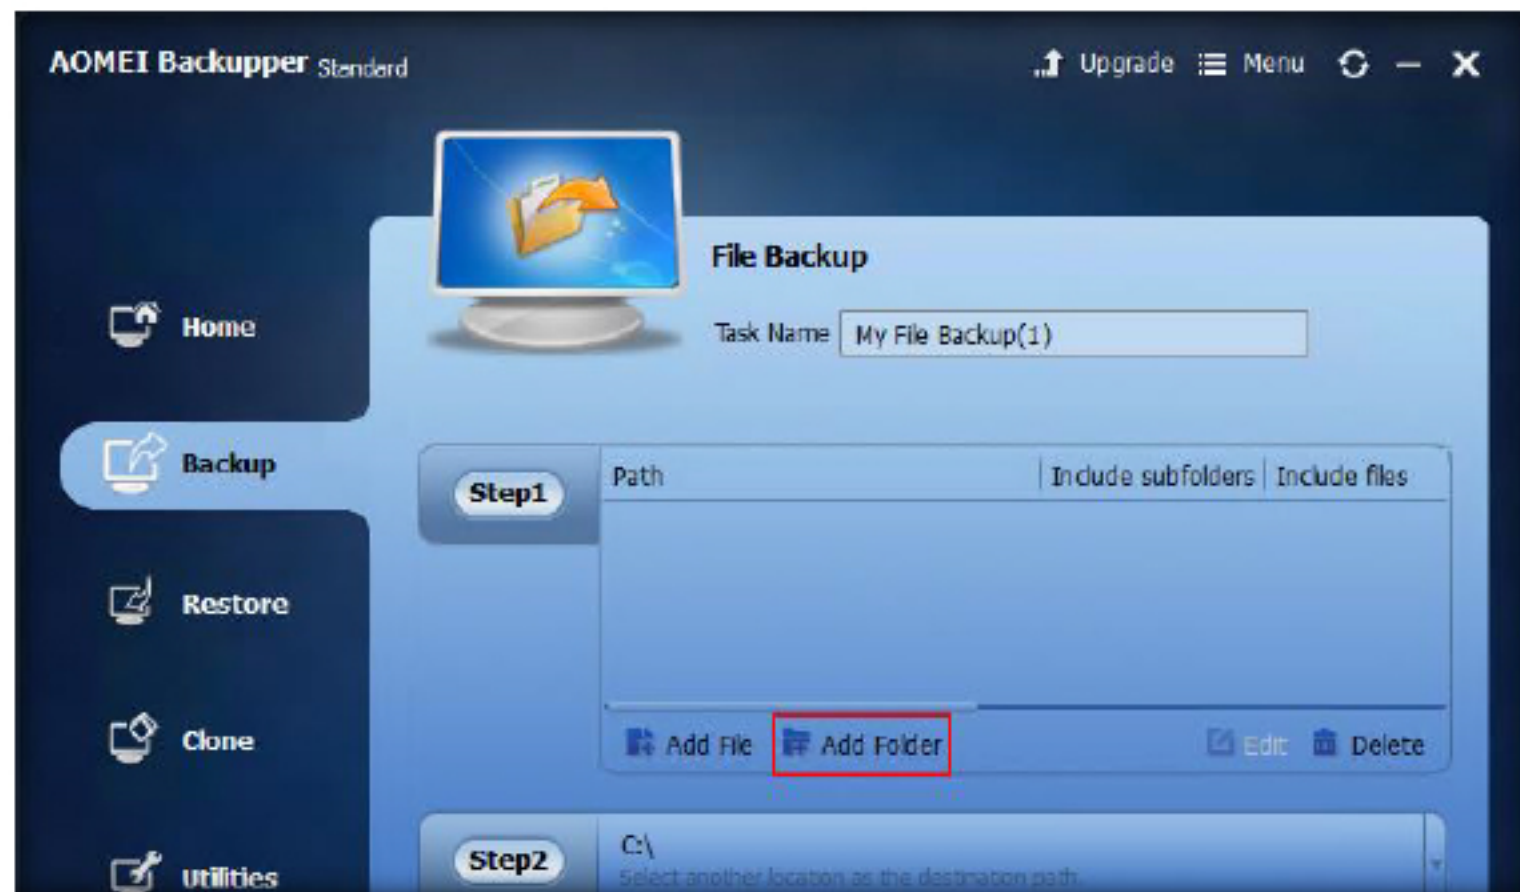 AOMEI Backupper Standard
Upgrade Menu
File Backup
Task Name My File Backup(1)
Home
Backup
Step1
Path Include subfolders Include files
Restore
Clone
Add File Add Folder Edit Delete
Step2
C:\
Select another location as the destination path.
Utilities